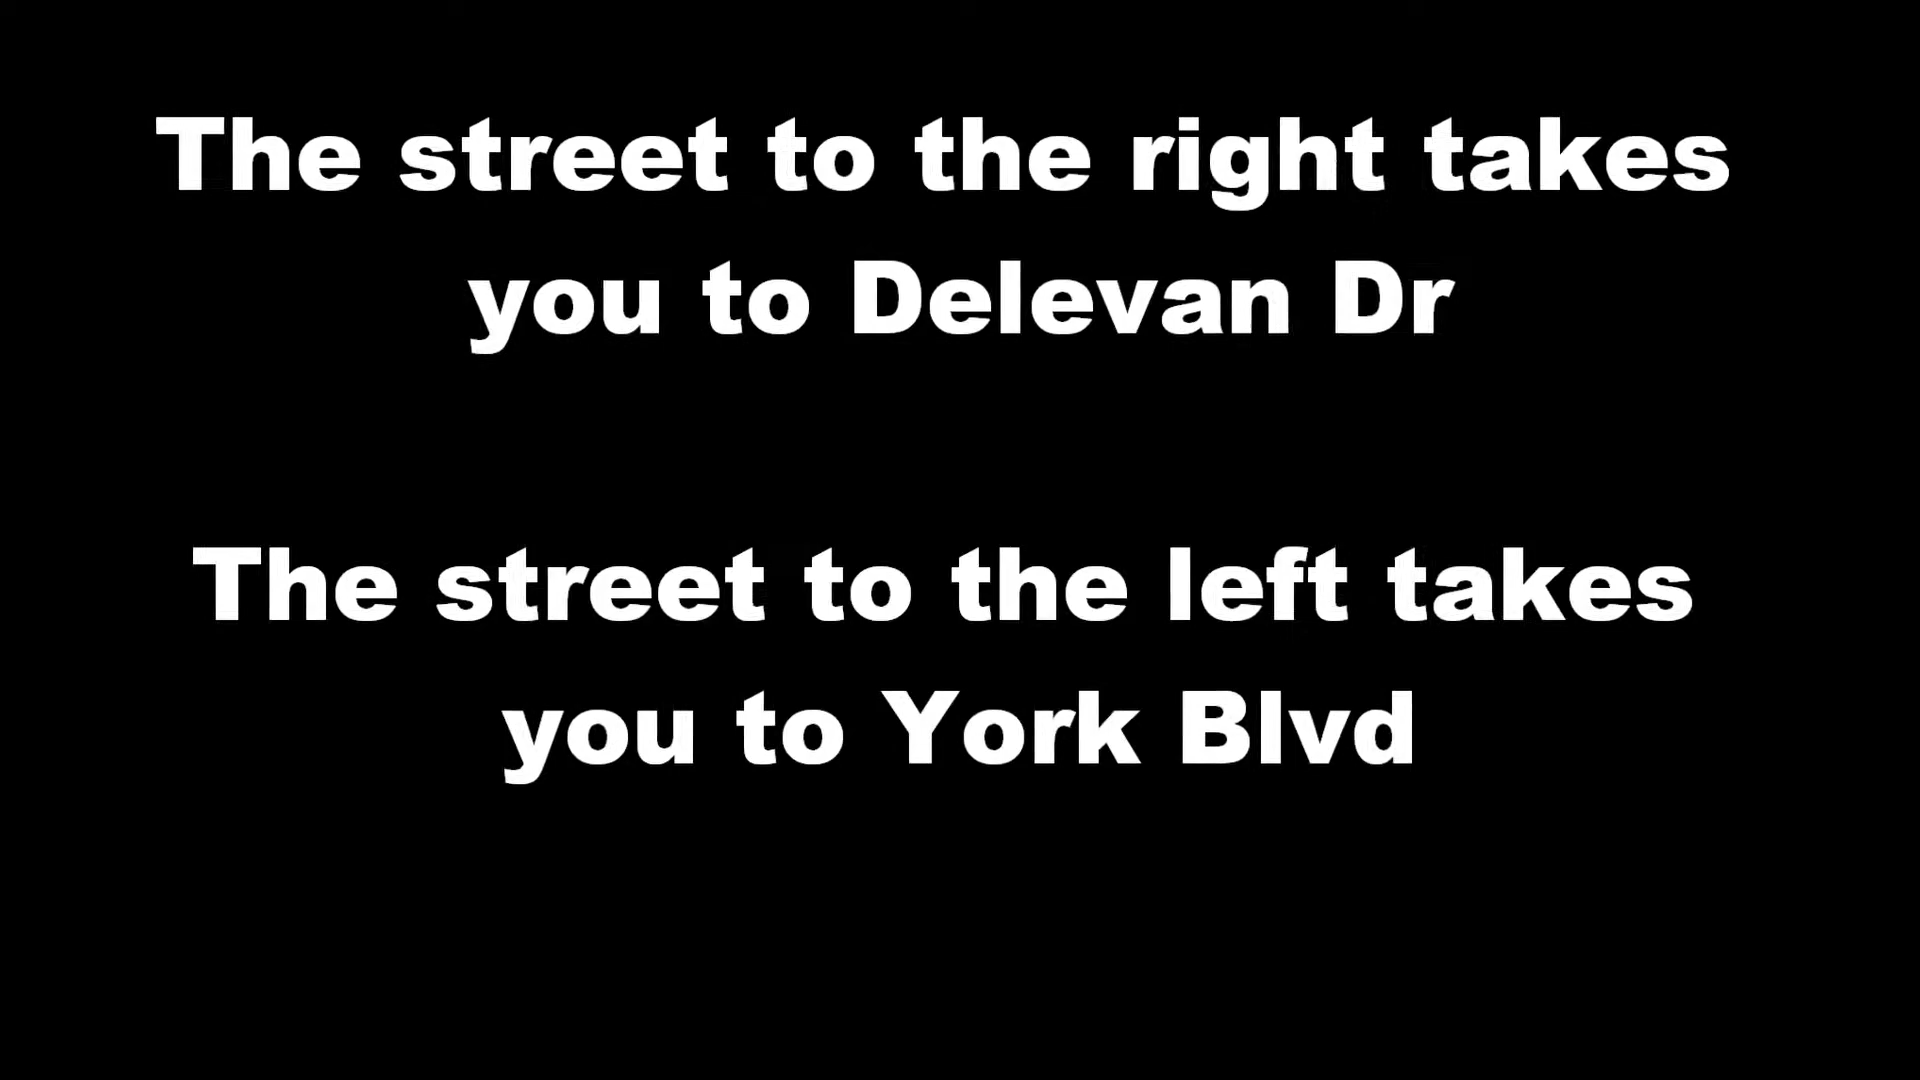 The street to the right takes
you to Delevan Dr
The street to the left takes
you to York Blvd